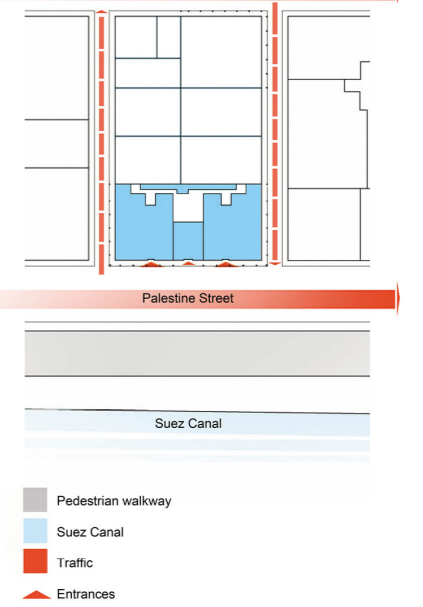 Palestine Street
Suez Canal
Pedestrian walkway
Suez Canal
Traffic
Entrances